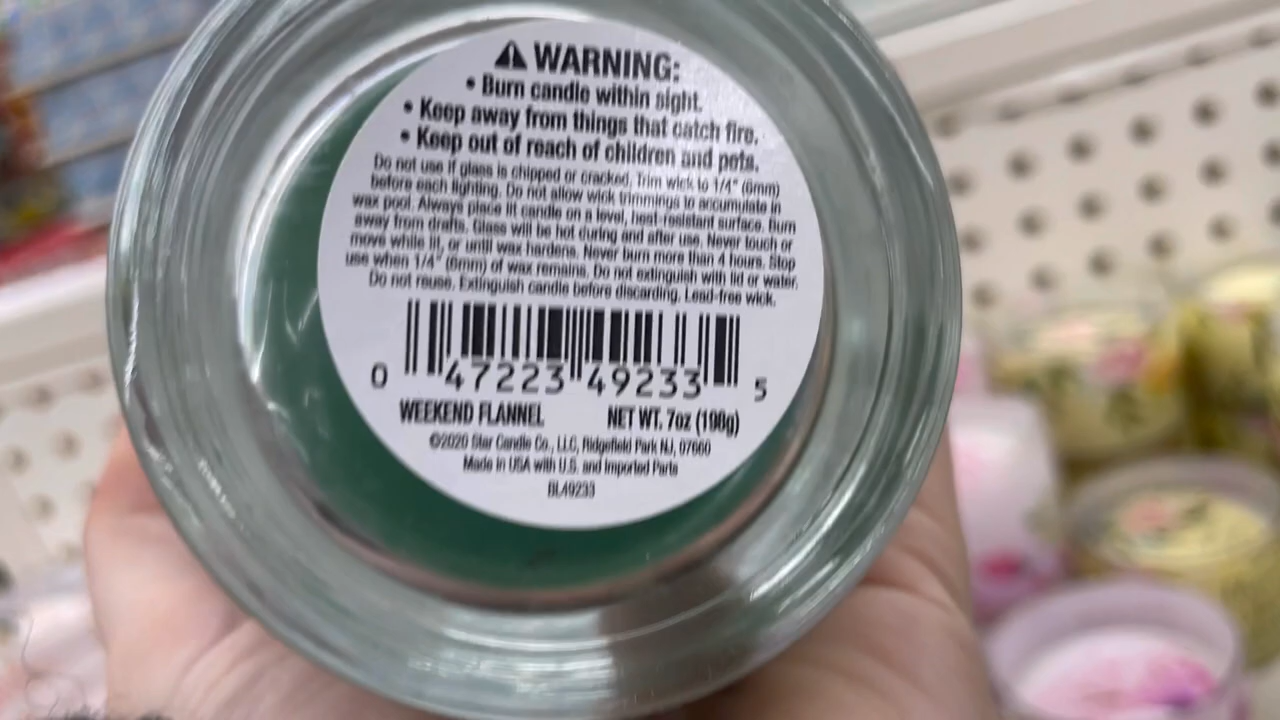 ⚠ WARNING:
• Burn candle within sight.
• Keep away from things that catch fire.
• Keep out of reach of children and pets.
Do not use if glass is chipped or cracked. Trim wick to 1/4" (6mm)
before each lighting. Do not allow wick trimmings to accumulate in
wax pool. Always place lit candle on a level, heat-resistant surface. Burn
away from drafts. Glass will be hot during and after use. Never touch or
move while lit, or until wax hardens. Never burn more than 4 hours. Stop
use when 1/4" (6mm) of wax remains. Do not extinguish with lid or water.
Do not reuse. Extinguish candle before discarding. Lead-free wick.
0 47223 49233 5
WEEKEND FLANNEL NET WT. 7oz (198g)
©2020 Star Candle Co., LLC, Ridgefield Park NJ, 07660
Made in USA with U.S. and Imported Parts
BL49233